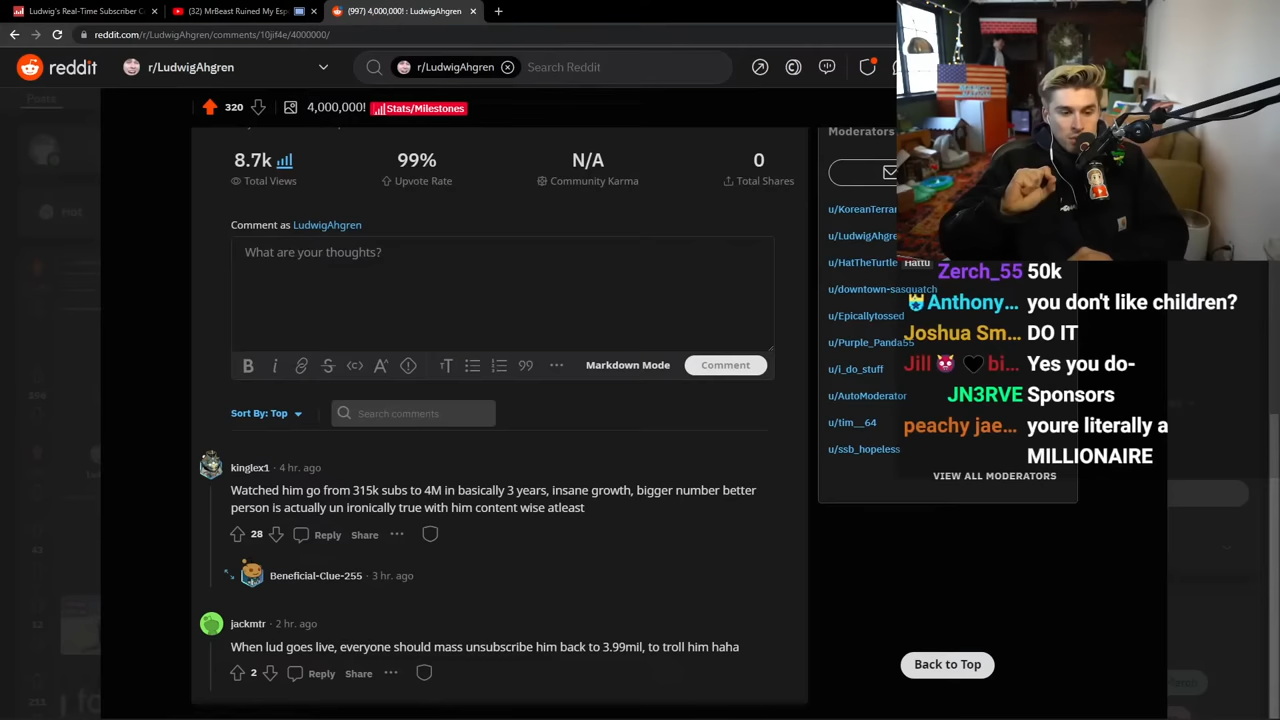 Ludwig's Real-Time Subscriber C
(32) MrBeast Ruined My Esp
(997) 4,000,000! : LudwigAhgren
reddit.com/r/LudwigAhgren/comments/10jif4q/4000000/
reddit
r/LudwigAhgren
r/LudwigAhgren
Search Reddit
Posts
320
4,000,000!
Stats/Milestones
8.7k
99%
N/A
0
Total Views
Upvote Rate
Community Karma
Total Shares
Comment as LudwigAhgren
What are your thoughts?
Markdown Mode
Comment
Sort By: Top
Search comments
kinglex1 · 4 hr. ago
Watched him go from 315k subs to 4M in basically 3 years, insane growth, bigger number better
person is actually un ironically true with him content wise atleast
28
Reply
Share
Beneficial-Clue-255 · 3 hr. ago
jackmtr · 2 hr. ago
When lud goes live, everyone should mass unsubscribe him back to 3.99mil, to troll him haha
2
Reply
Share
Moderators
u/KoreanTerran
u/LudwigAhgre
u/HatTheTurtle
Hattu
u/downtown-sasquatch
u/Epicallytossed
u/Purple_Panda55
u/i_do_stuff
u/AutoModerator
u/tim__64
u/ssb_hopeless
VIEW ALL MODERATORS
Zerch_55 50k
Anthony… you don't like children?
Joshua Sm… DO IT
Jill 😈 🖤 bi… Yes you do-
JN3RVE Sponsors
peachy jae… youre literally a
MILLIONAIRE
Back to Top